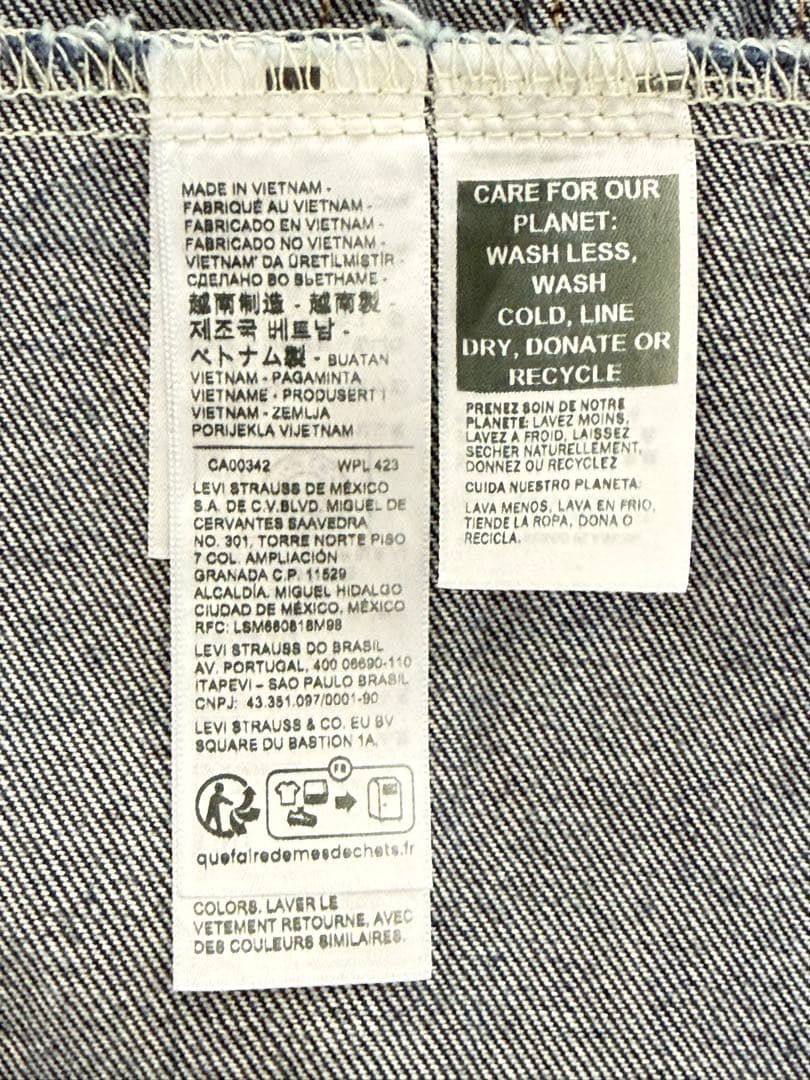 MADE IN VIETNAM -
FABRIQUÉ AU VIETNAM -
FABRICADO EN VIETNAM -
FABRICADO NO VIETNAM -
VIETNAM' DA ÜRETİLMİSTİR -
СДЕЛАНО ВО ВЬЕТНАМЕ -
越南制造 - 越南製 -
제조국 베트남 -
ベトナム製 - BUATAN
VIETNAM - PAGAMINTA
VIETNAME - PRODUSERT I
VIETNAM - ZEMLJA
PORIJEKLA VIJETNAM
CA00342 WPL 423
LEVI STRAUSS DE MÉXICO
S.A. DE C.V.BLVD. MIGUEL DE
CERVANTES SAAVEDRA
NO. 301, TORRE NORTE PISO
7 COL. AMPLIACIÓN
GRANADA C.P. 11529
ALCALDÍA. MIGUEL HIDALGO
CIUDAD DE MÉXICO. MÉXICO
RFC: LSM860818M98
LEVI STRAUSS DO BRASIL
AV. PORTUGAL, 400 06690-110
ITAPEVI – SAO PAULO BRASIL
CNPJ: 43.351.097/0001-90
LEVI STRAUSS & CO. EU BV
SQUARE DU BASTION 1A,
FR
quefairedemesdechets.fr
COLORS. LAVER LE
VETEMENT RETOURNE, AVEC
DES COULEURS SIMILAIRES.
CARE FOR OUR
PLANET:
WASH LESS,
WASH
COLD, LINE
DRY, DONATE OR
RECYCLE
PRENEZ SOIN DE NOTRE
PLANETE: LAVEZ MOINS,
LAVEZ A FROID, LAISSEZ
SECHER NATURELLEMENT,
DONNEZ OU RECYCLEZ
CUIDA NUESTRO PLANETA:
LAVA MENOS, LAVA EN FRIO,
TIENDE LA ROPA, DONA O
RECICLA.